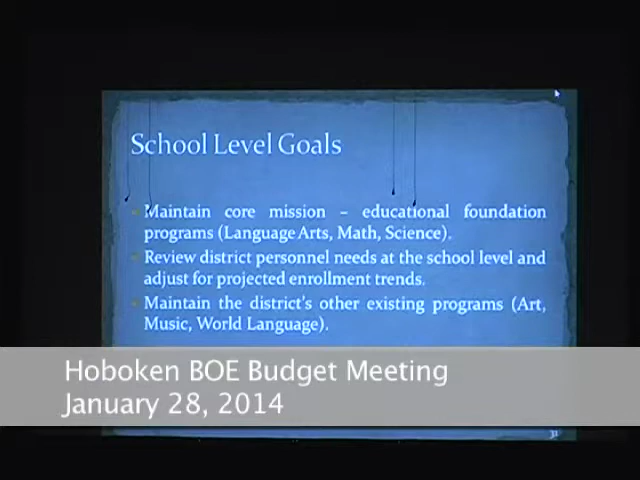 School Level Goals
Maintain core mission – educational foundation
programs (Language Arts, Math, Science).
Review district personnel needs at the school level and
adjust for projected enrollment trends.
Maintain the district's other existing programs (Art,
Music, World Language).
Hoboken BOE Budget Meeting
January 28, 2014